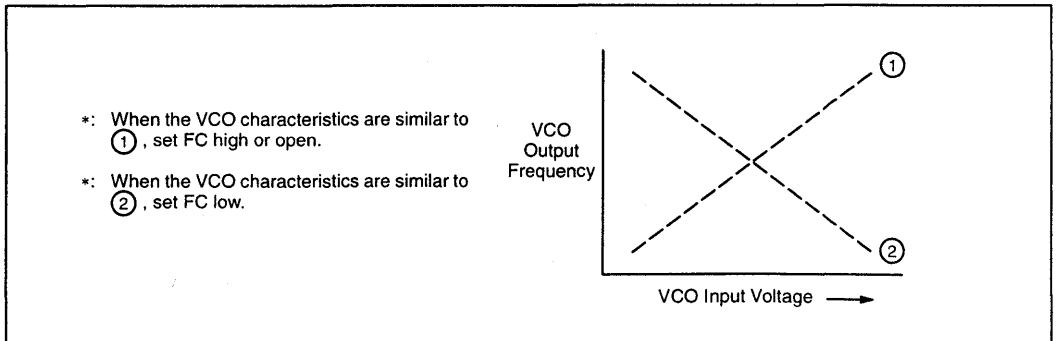 *: When the VCO characteristics are similar to
① , set FC high or open.
*: When the VCO characteristics are similar to
② , set FC low.
VCO
Output
Frequency
①
②
VCO Input Voltage